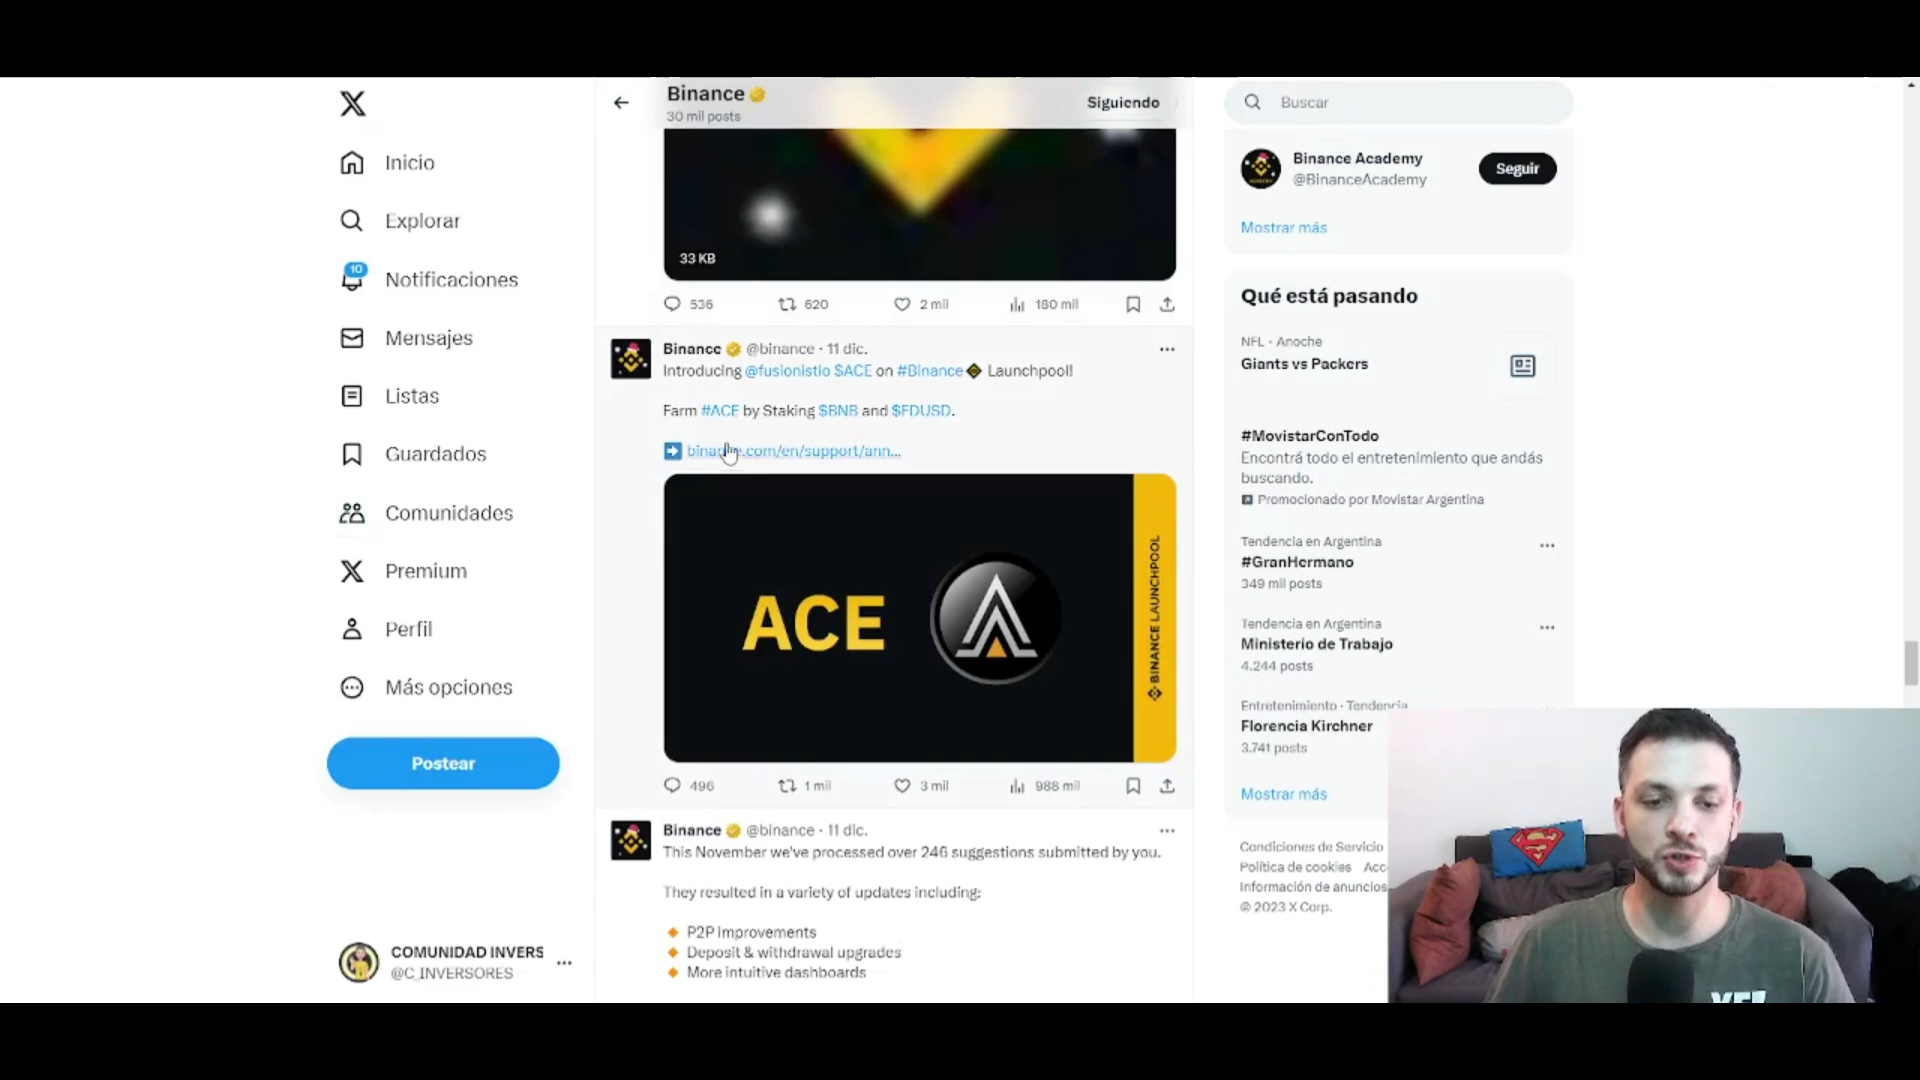 Inicio
Explorar
10
Notificaciones
Mensajes
Listas
Guardados
Comunidades
Premium
Perfil
Más opciones
Postear
COMUNIDAD INVERS
@C_INVERSORES
Binance
30 mil posts
Siguiendo
33 KB
536 620 2 mil 180 mil
Binance @binance · 11 dic.
Introducing @fusionistio $ACE on #Binance Launchpool!
Farm #ACE by Staking $BNB and $FDUSD.
binance.com/en/support/ann...
ACE
BINANCE LAUNCHPOOL
496 1 mil 3 mil 988 mil
Binance @binance · 11 dic.
This November we've processed over 246 suggestions submitted by you.
They resulted in a variety of updates including:
P2P Improvements
Deposit & withdrawal upgrades
More intuitive dashboards
Buscar
Binance Academy
@BinanceAcademy
Seguir
Mostrar más
Qué está pasando
NFL · Anoche
Giants vs Packers
#MovistarConTodo
Encontrá todo el entretenimiento que andás
buscando.
Promocionado por Movistar Argentina
Tendencia en Argentina
#GranHermano
349 mil posts
Tendencia en Argentina
Ministerio de Trabajo
4.244 posts
Entretenimiento · Tendencia
Florencia Kirchner
3.741 posts
Mostrar más
Condiciones de Servicio
Política de cookies Acc
Información de anuncios
© 2023 X Corp.